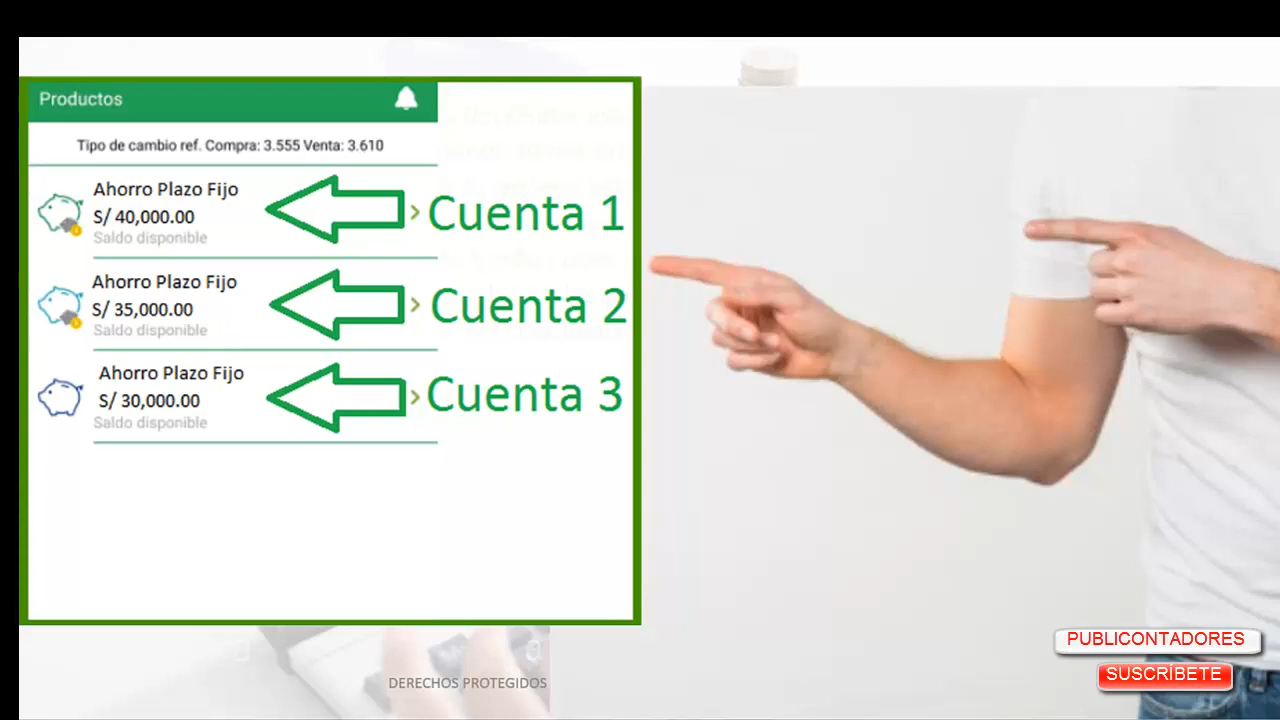 Productos
Tipo de cambio ref. Compra: 3.555 Venta: 3.610
Ahorro Plazo Fijo
S/ 40,000.00
Saldo disponible
Cuenta 1
Ahorro Plazo Fijo
S/ 35,000.00
Saldo disponible
Cuenta 2
Ahorro Plazo Fijo
S/ 30,000.00
Saldo disponible
Cuenta 3
PUBLICONTADORES
SUSCRÍBETE
DERECHOS PROTEGIDOS